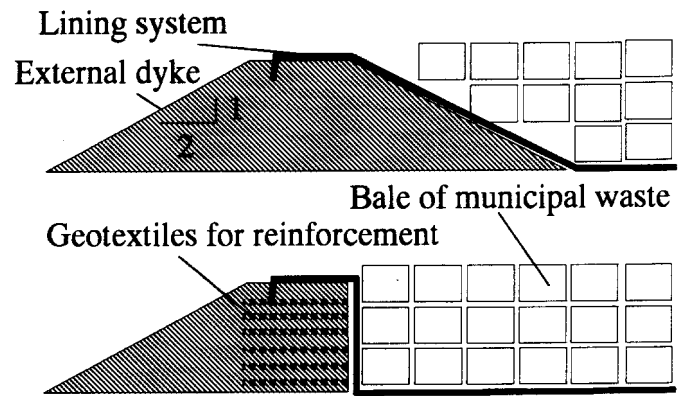 Lining system
External dyke
1
2
Bale of municipal waste
Geotextiles for reinforcement